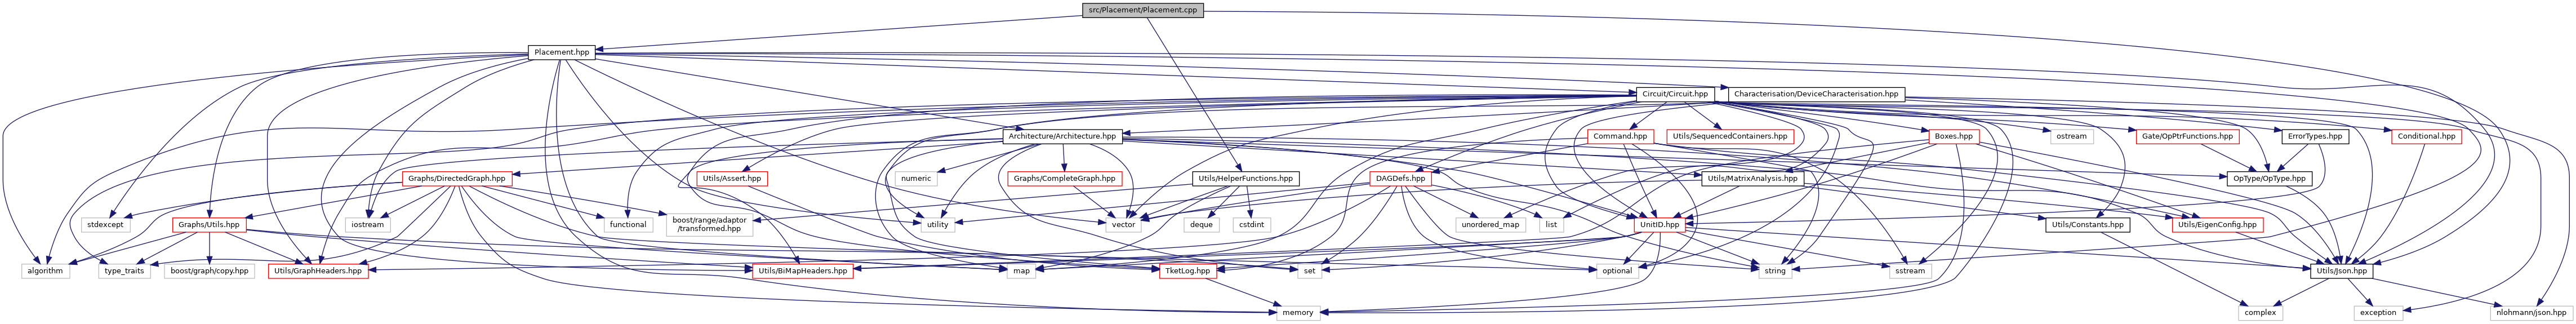 src/Placement/Placement.cpp
Placement.hpp
Circuit/Circuit.hpp
Characterisation/DeviceCharacterisation.hpp
Architecture/Architecture.hpp
Command.hpp
Utils/SequencedContainers.hpp
Boxes.hpp
ostream
Gate/OpPtrFunctions.hpp
ErrorTypes.hpp
Conditional.hpp
Graphs/DirectedGraph.hpp
Utils/Assert.hpp
numeric
Graphs/CompleteGraph.hpp
Utils/HelperFunctions.hpp
DAGDefs.hpp
Utils/MatrixAnalysis.hpp
OpType/OpType.hpp
stdexcept
Graphs/Utils.hpp
iostream
functional
boost/range/adaptor
/transformed.hpp
utility
vector
deque
cstdint
unordered_map
list
UnitID.hpp
Utils/Constants.hpp
Utils/EigenConfig.hpp
algorithm
type_traits
boost/graph/copy.hpp
Utils/GraphHeaders.hpp
Utils/BiMapHeaders.hpp
map
TketLog.hpp
set
optional
string
sstream
Utils/Json.hpp
memory
complex
exception
nlohmann/json.hpp